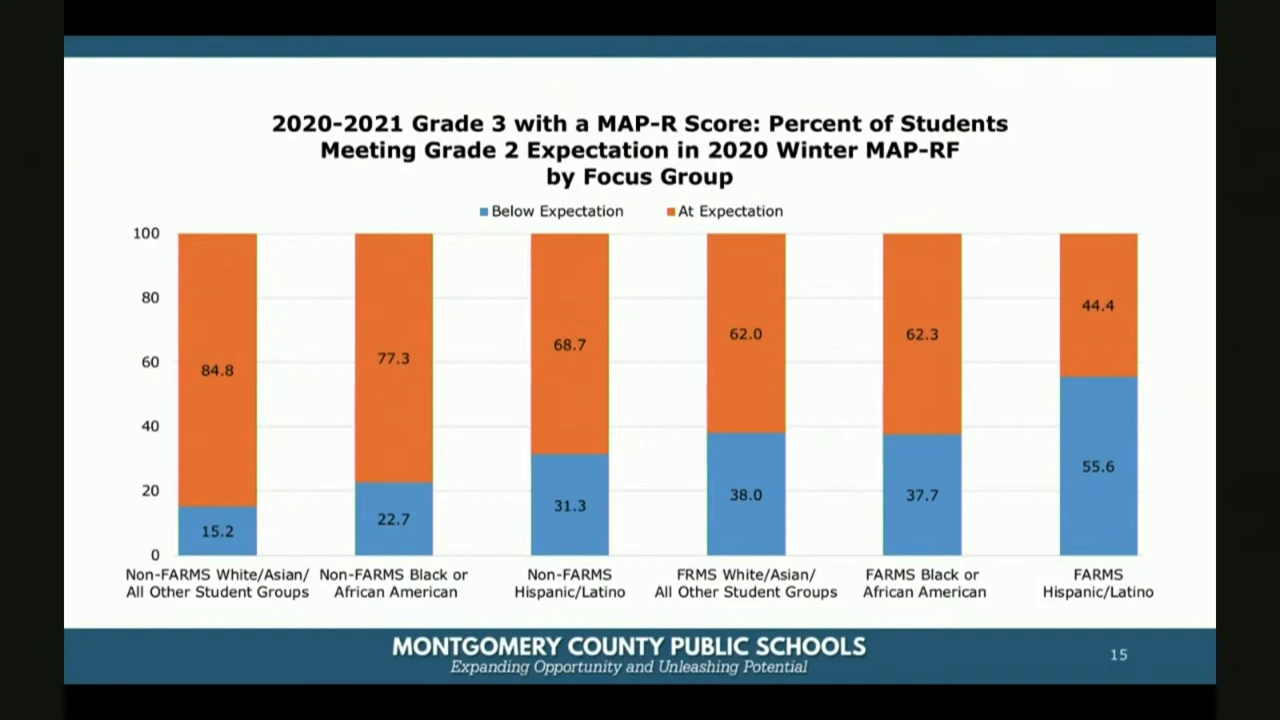 2020-2021 Grade 3 with a MAP-R Score: Percent of Students
Meeting Grade 2 Expectation in 2020 Winter MAP-RF
by Focus Group
Below Expectation At Expectation
100
80
60
40
20
0
84.8
77.3
68.7
62.0
62.3
44.4
15.2
22.7
31.3
38.0
37.7
55.6
Non-FARMS White/Asian/
All Other Student Groups
Non-FARMS Black or
African American
Non-FARMS
Hispanic/Latino
FRMS White/Asian/
All Other Student Groups
FARMS Black or
African American
FARMS
Hispanic/Latino
MONTGOMERY COUNTY PUBLIC SCHOOLS
Expanding Opportunity and Unleashing Potential
15